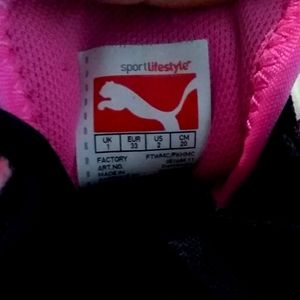 sportlifestyle®
UK EUR US CM
1 33 2 20
FACTORY
ART.NO.
MADE IN